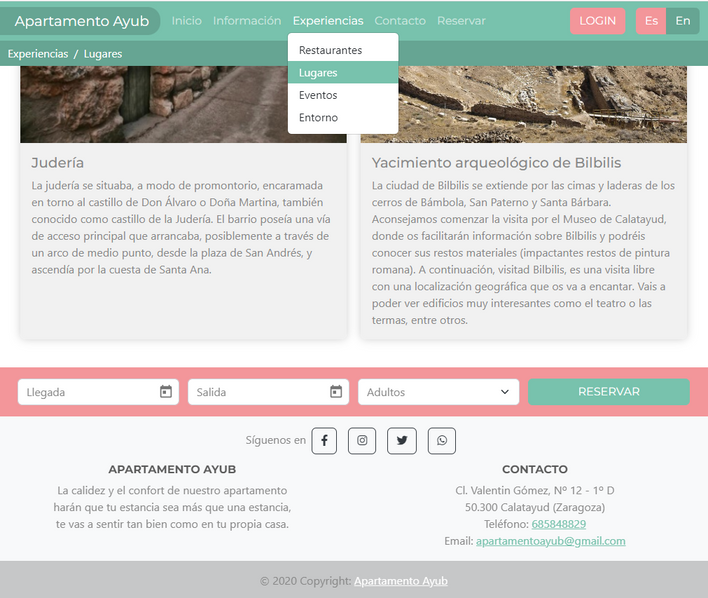 Apartamento Ayub Inicio Información Experiencias Contacto Reservar LOGIN Es En
Experiencias / Lugares
Restaurantes
Lugares
Eventos
Entorno
Judería
La judería se situaba, a modo de promontorio, encaramada
en torno al castillo de Don Álvaro o Doña Martina, también
conocido como castillo de la Judería. El barrio poseía una vía
de acceso principal que arrancaba, posiblemente a través de
un arco de medio punto, desde la plaza de San Andrés, y
ascendía por la cuesta de Santa Ana.
Yacimiento arqueológico de Bilbilis
La ciudad de Bílbilis se extiende por las cimas y laderas de los
cerros de Bámbola, San Paterno y Santa Bárbara.
Aconsejamos comenzar la visita por el Museo de Calatayud,
donde os facilitarán información sobre Bilbilis y podréis
conocer sus restos materiales (impactantes restos de pintura
romana). A continuación, visitad Bilbilis, es una visita libre
con una localización geográfica que os va a encantar. Vais a
poder ver edificios muy interesantes como el teatro o las
termas, entre otros.
Llegada Salida Adultos RESERVAR
Síguenos en
APARTAMENTO AYUB
La calidez y el confort de nuestro apartamento
harán que tu estancia sea más que una estancia,
te vas a sentir tan bien como en tu propia casa.
CONTACTO
Cl. Valentin Gómez, Nº 12 - 1º D
50.300 Calatayud (Zaragoza)
Teléfono: 685848829
Email: apartamentoayub@gmail.com
© 2020 Copyright: Apartamento Ayub